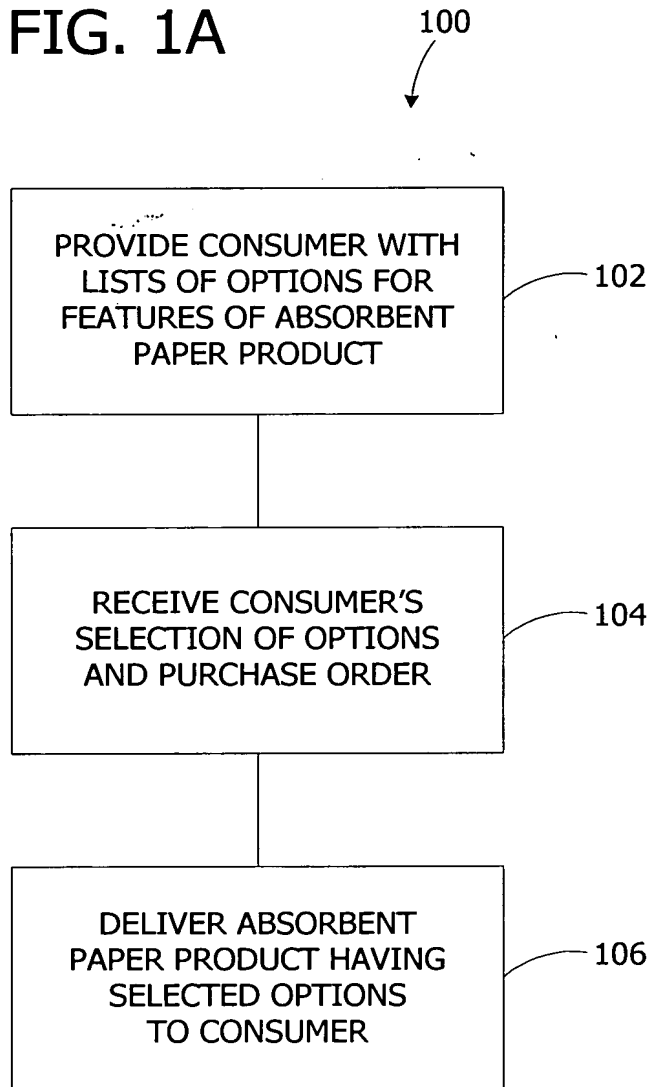 FIG. 1A
100
PROVIDE CONSUMER WITH
LISTS OF OPTIONS FOR
FEATURES OF ABSORBENT
PAPER PRODUCT
102
RECEIVE CONSUMER'S
SELECTION OF OPTIONS
AND PURCHASE ORDER
104
DELIVER ABSORBENT
PAPER PRODUCT HAVING
SELECTED OPTIONS
TO CONSUMER
106